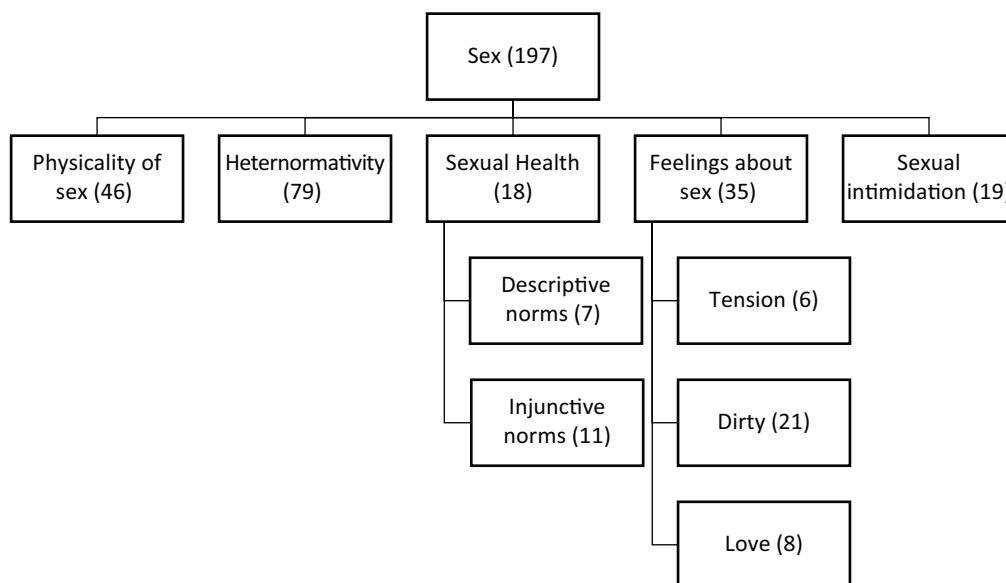 Sex (197)
Physicality of
sex (46)
Heternormativity
(79)
Sexual Health
(18)
Feelings about
sex (35)
Sexual
intimidation (19)
Descriptive
norms (7)
Tension (6)
Injunctive
norms (11)
Dirty (21)
Love (8)